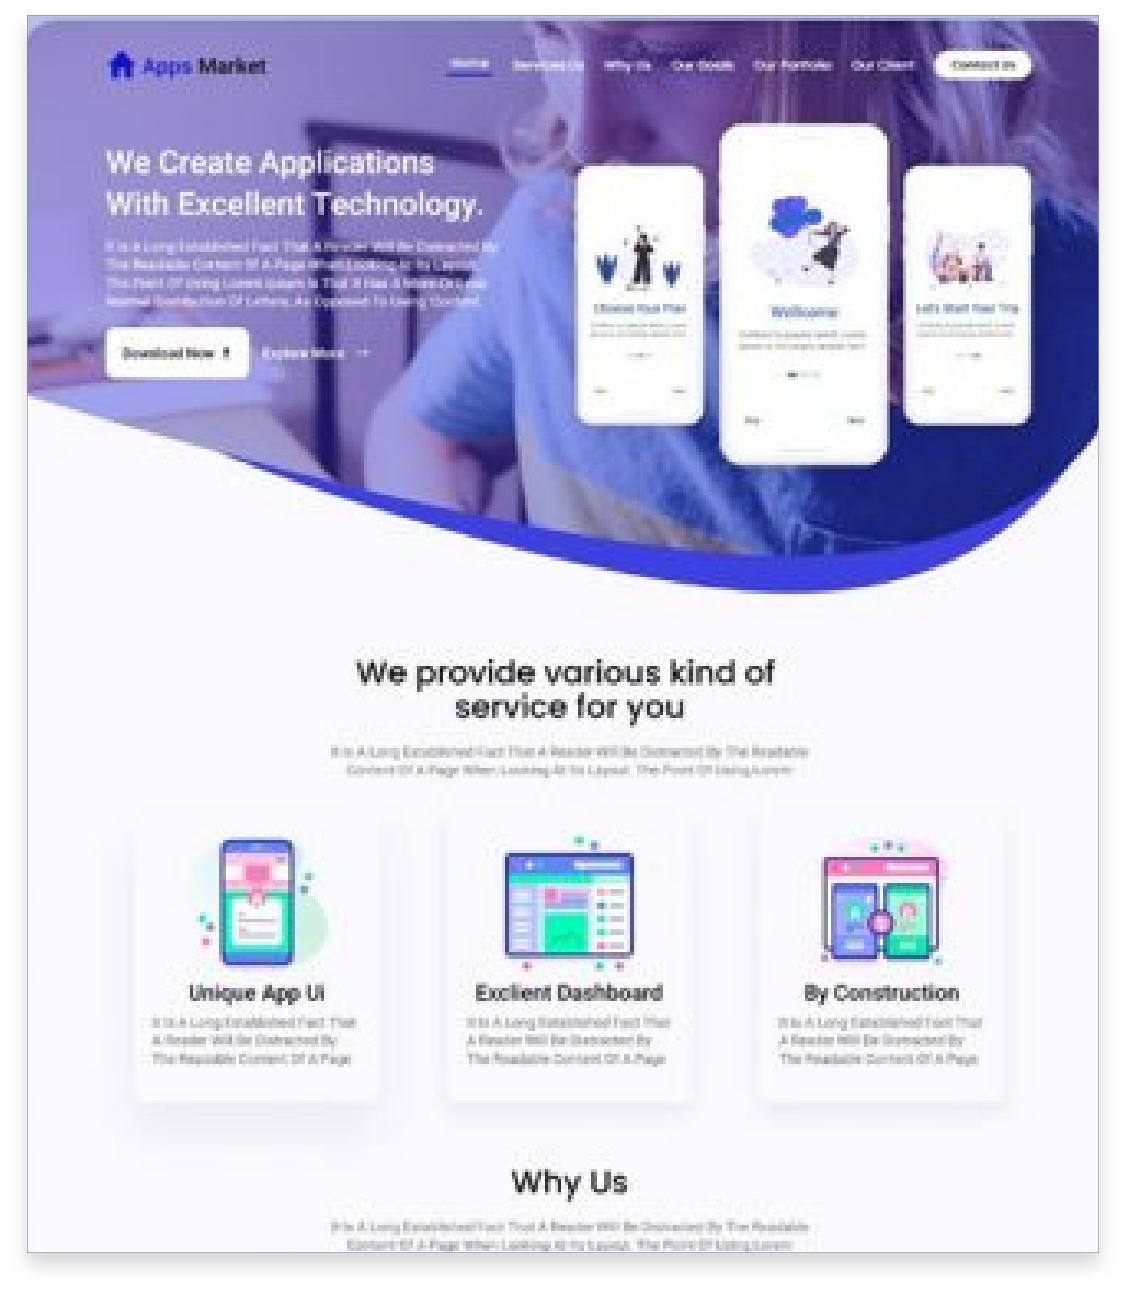 Apps Market
Home Services Us Why Us Our Goals Our Portfolio Our Client Contact Us
We Create Applications
With Excellent Technology.
It Is A Long Established Fact That A Reader Will Be Distracted By
The Readable Content Of A Page When Looking At Its Layout.
The Point Of Using Lorem Ipsum Is That It Has A More Or Less
Normal Distribution Of Letters, As Opposed To Using Content
Download Now
Explore More
Choose Your Plan
Wellcome
Let's Start Your Trip
Skip Next
We provide various kind of
service for you
It Is A Long Established Fact That A Reader Will Be Distracted By The Readable
Content Of A Page When Looking At Its Layout. The Point Of Using Lorem
Unique App Ui
It Is A Long Established Fact That
A Reader Will Be Distracted By
The Readable Content Of A Page
Exclient Dashboard
It Is A Long Established Fact That
A Reader Will Be Distracted By
The Readable Content Of A Page
By Construction
It Is A Long Established Fact That
A Reader Will Be Distracted By
The Readable Content Of A Page
Why Us
It Is A Long Established Fact That A Reader Will Be Distracted By The Readable
Content Of A Page When Looking At Its Layout. The Point Of Using Lorem